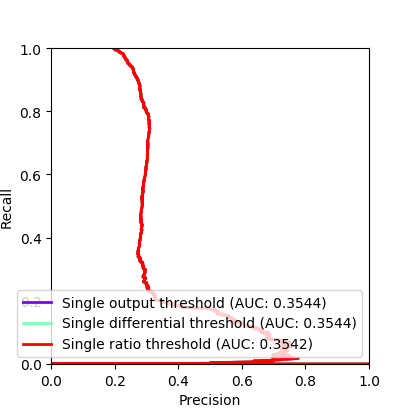 1.0
0.8
0.6
0.4
0.2
0.0
Recall
Single output threshold (AUC: 0.3544)
Single differential threshold (AUC: 0.3544)
Single ratio threshold (AUC: 0.3542)
0.0 0.2 0.4 0.6 0.8 1.0
Precision